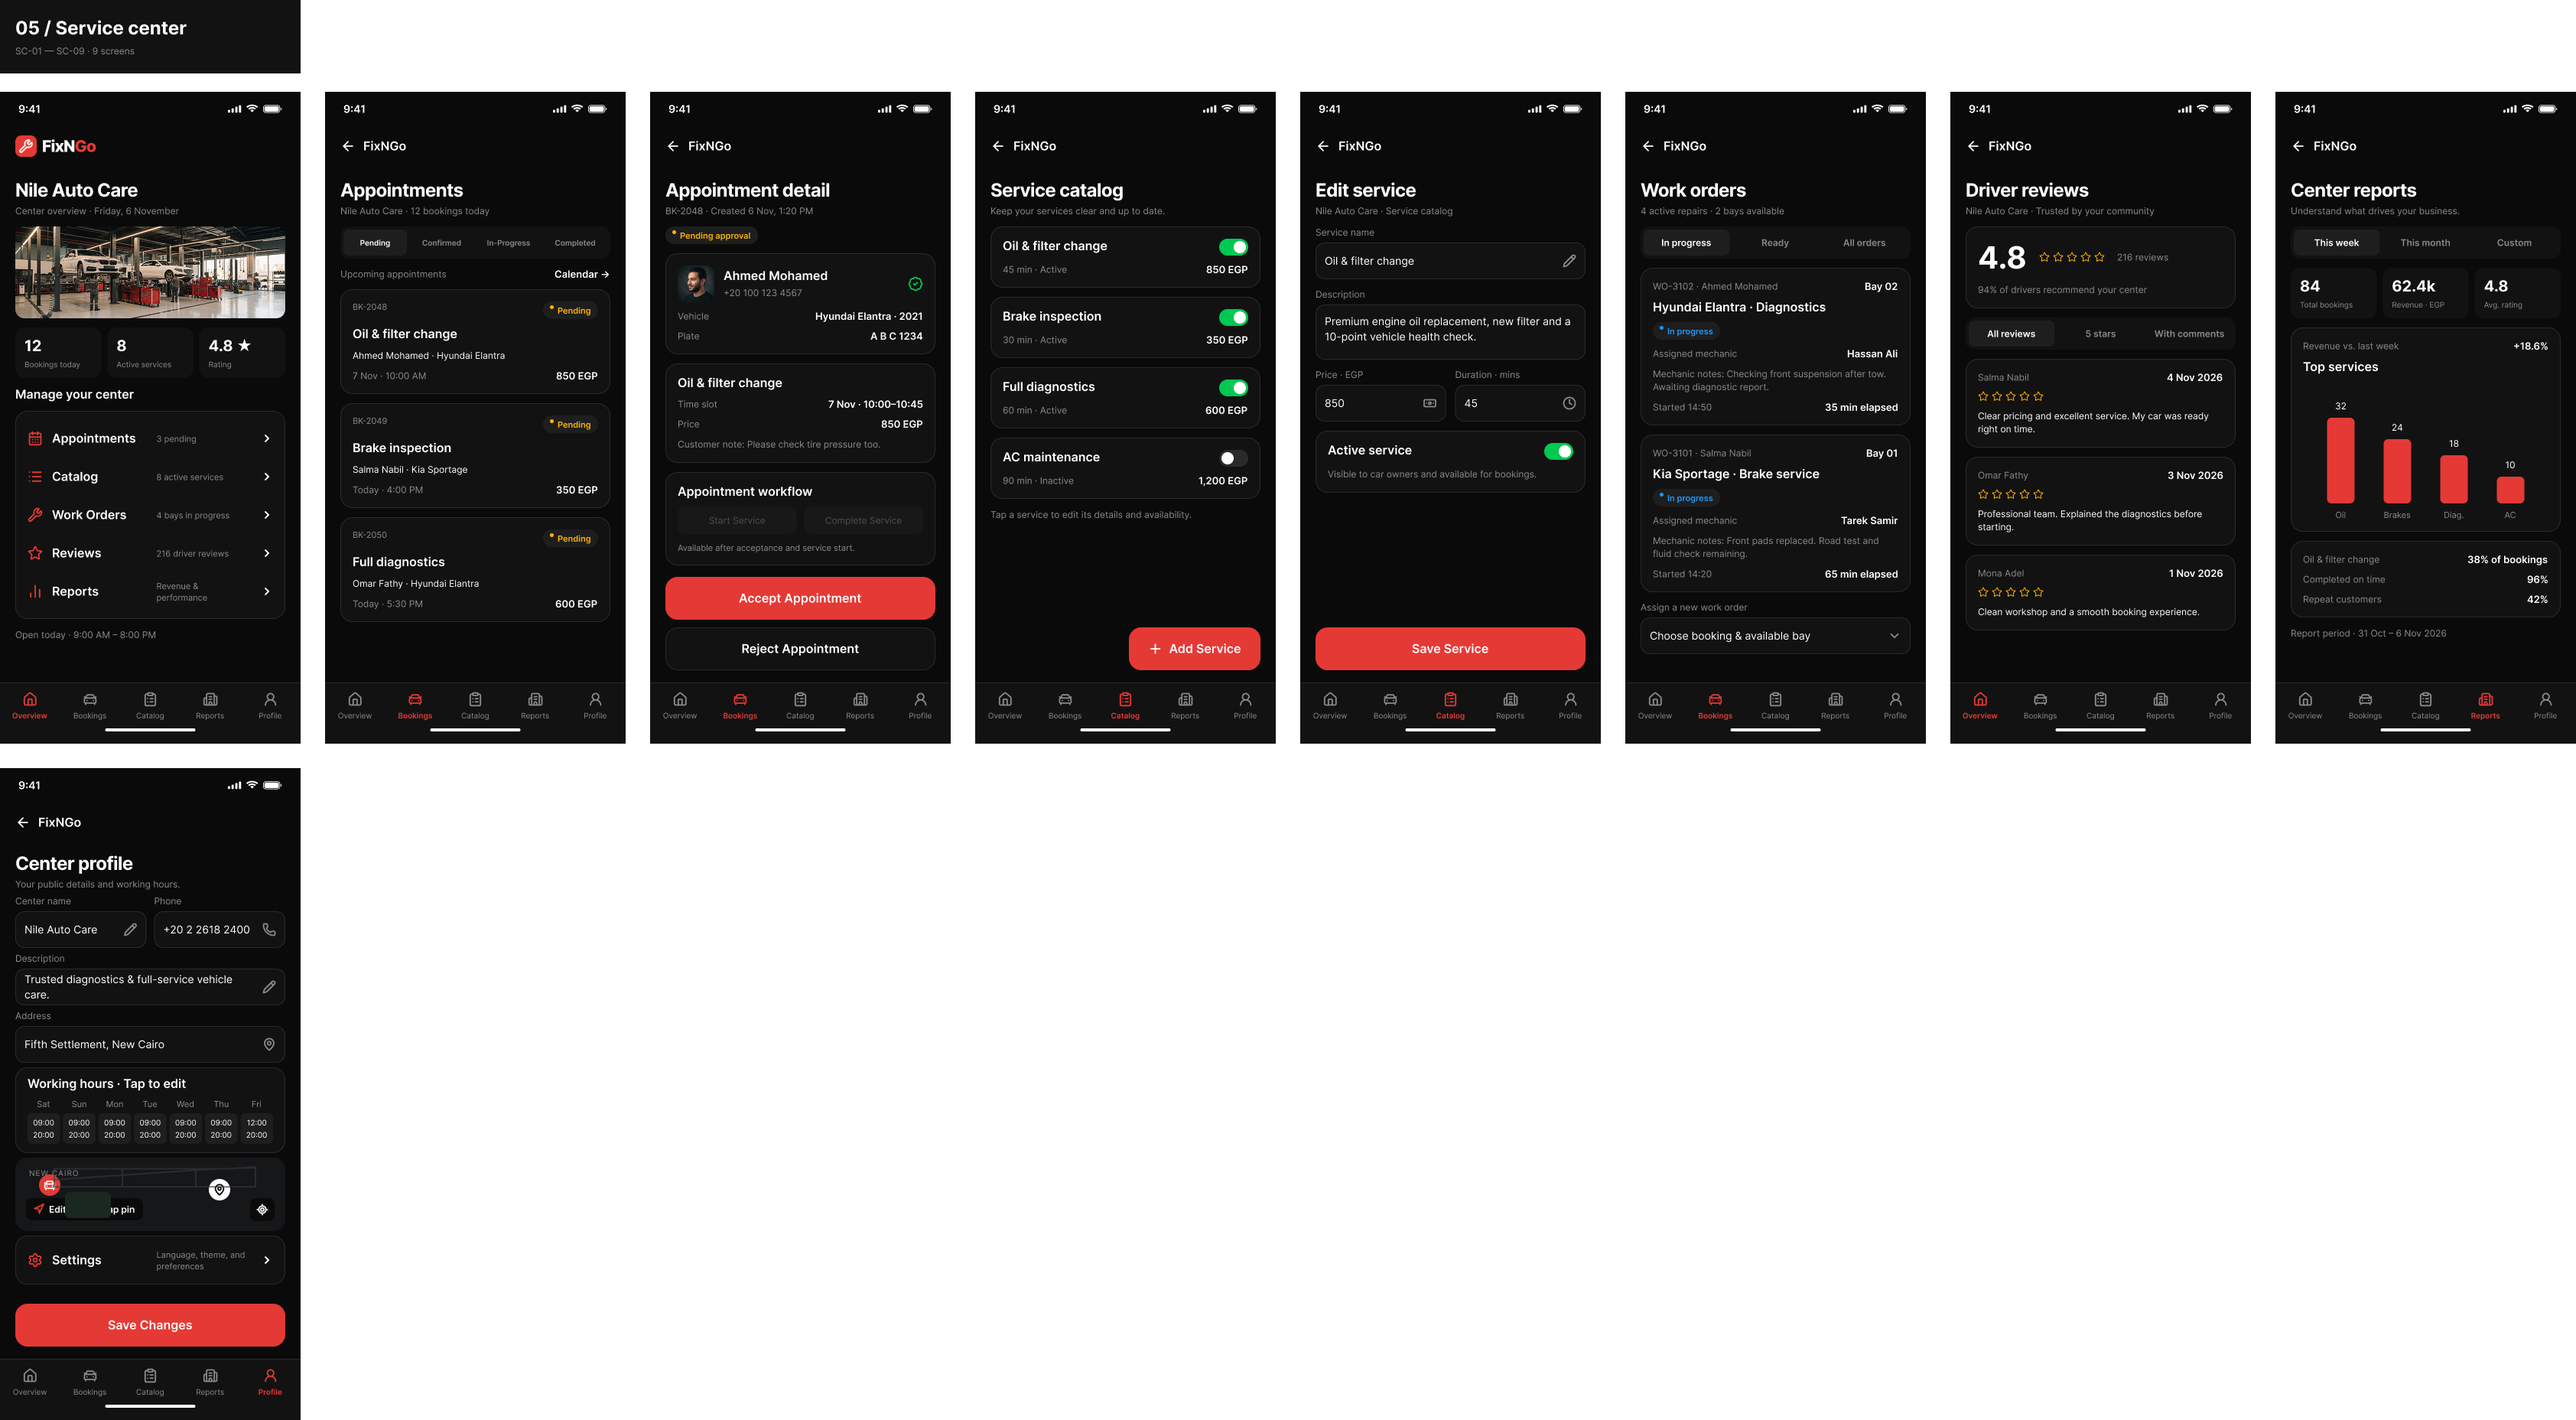 05 / Service center
SC-01 — SC-09 · 9 screens
9:41
FixNGo
Nile Auto Care
Center overview · Friday, 6 November
12
Bookings today
8
Active services
4.8 ★
Rating
Manage your center
Appointments
3 pending
Catalog
8 active services
Work Orders
4 bays in progress
Reviews
216 driver reviews
Reports
Revenue &
performance
Open today · 9:00 AM – 8:00 PM
Overview
Bookings
Catalog
Reports
Profile
9:41
← FixNGo
Appointments
Nile Auto Care · 12 bookings today
Pending
Confirmed
In-Progress
Completed
Upcoming appointments
Calendar →
BK-2048
Pending
Oil & filter change
Ahmed Mohamed · Hyundai Elantra
7 Nov · 10:00 AM
850 EGP
BK-2049
Pending
Brake inspection
Salma Nabil · Kia Sportage
Today · 4:00 PM
350 EGP
BK-2050
Pending
Full diagnostics
Omar Fathy · Hyundai Elantra
Today · 5:30 PM
600 EGP
Overview
Bookings
Catalog
Reports
Profile
9:41
← FixNGo
Appointment detail
BK-2048 · Created 6 Nov, 1:20 PM
Pending approval
Ahmed Mohamed
+20 100 123 4567
Vehicle
Hyundai Elantra · 2021
Plate
A B C 1234
Oil & filter change
Time slot
7 Nov · 10:00–10:45
Price
850 EGP
Customer note: Please check tire pressure too.
Appointment workflow
Start Service
Complete Service
Available after acceptance and service start.
Accept Appointment
Reject Appointment
Overview
Bookings
Catalog
Reports
Profile
9:41
← FixNGo
Service catalog
Keep your services clear and up to date.
Oil & filter change
45 min · Active
850 EGP
Brake inspection
30 min · Active
350 EGP
Full diagnostics
60 min · Active
600 EGP
AC maintenance
90 min · Inactive
1,200 EGP
Tap a service to edit its details and availability.
+ Add Service
Overview
Bookings
Catalog
Reports
Profile
9:41
← FixNGo
Edit service
Nile Auto Care · Service catalog
Service name
Oil & filter change
Description
Premium engine oil replacement, new filter and a
10-point vehicle health check.
Price · EGP
Duration · mins
850
45
Active service
Visible to car owners and available for bookings.
Save Service
Overview
Bookings
Catalog
Reports
Profile
9:41
← FixNGo
Work orders
4 active repairs · 2 bays available
In progress
Ready
All orders
WO-3102 · Ahmed Mohamed
Bay 02
Hyundai Elantra · Diagnostics
In progress
Assigned mechanic
Hassan Ali
Mechanic notes: Checking front suspension after tow.
Awaiting diagnostic report.
Started 14:50
35 min elapsed
WO-3101 · Salma Nabil
Bay 01
Kia Sportage · Brake service
In progress
Assigned mechanic
Tarek Samir
Mechanic notes: Front pads replaced. Road test and
fluid check remaining.
Started 14:20
65 min elapsed
Assign a new work order
Choose booking & available bay
Overview
Bookings
Catalog
Reports
Profile
9:41
← FixNGo
Driver reviews
Nile Auto Care · Trusted by your community
4.8
216 reviews
94% of drivers recommend your center
All reviews
5 stars
With comments
Salma Nabil
4 Nov 2026
Clear pricing and excellent service. My car was ready
right on time.
Omar Fathy
3 Nov 2026
Professional team. Explained the diagnostics before
starting.
Mona Adel
1 Nov 2026
Clean workshop and a smooth booking experience.
Overview
Bookings
Catalog
Reports
Profile
9:41
← FixNGo
Center reports
Understand what drives your business.
This week
This month
Custom
84
Total bookings
62.4k
Revenue · EGP
4.8
Avg. rating
Revenue vs. last week
+18.6%
Top services
32
24
18
10
Oil
Brakes
Diag.
AC
Oil & filter change
38% of bookings
Completed on time
96%
Repeat customers
42%
Report period · 31 Oct – 6 Nov 2026
Overview
Bookings
Catalog
Reports
Profile
9:41
← FixNGo
Center profile
Your public details and working hours.
Center name
Phone
Nile Auto Care
+20 2 2618 2400
Description
Trusted diagnostics & full-service vehicle
care.
Address
Fifth Settlement, New Cairo
Working hours · Tap to edit
Sat Sun Mon Tue Wed Thu Fri
09:00 09:00 09:00 09:00 09:00 09:00 12:00
20:00 20:00 20:00 20:00 20:00 20:00 20:00
NEW CAIRO
Edit pin
Settings
Language, theme, and
preferences
Save Changes
Overview
Bookings
Catalog
Reports
Profile